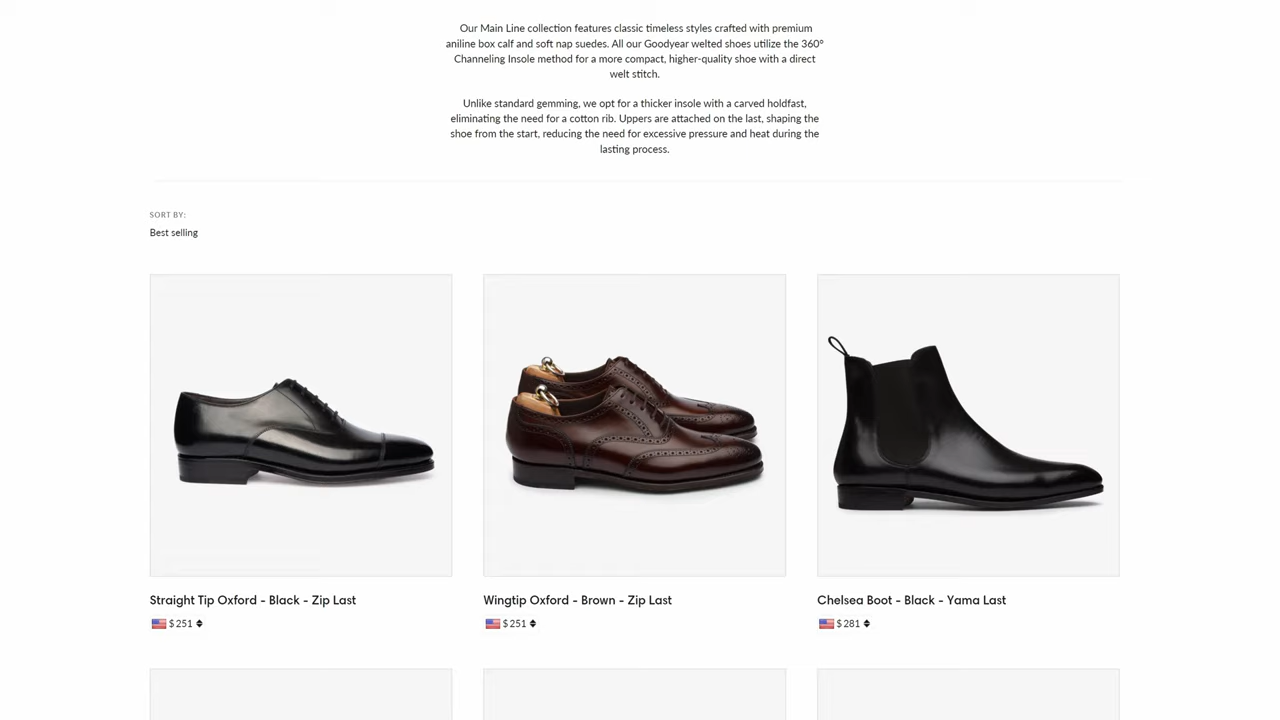 Our Main Line collection features classic timeless styles crafted with premium
aniline box calf and soft nap suedes. All our Goodyear welted shoes utilize the 360°
Channeling Insole method for a more compact, higher-quality shoe with a direct
welt stitch.
Unlike standard gemming, we opt for a thicker insole with a carved holdfast,
eliminating the need for a cotton rib. Uppers are attached on the last, shaping the
shoe from the start, reducing the need for excessive pressure and heat during the
lasting process.
SORT BY:
Best selling
Straight Tip Oxford - Black - Zip Last
$ 251
Wingtip Oxford - Brown - Zip Last
$ 251
Chelsea Boot - Black - Yama Last
$ 281